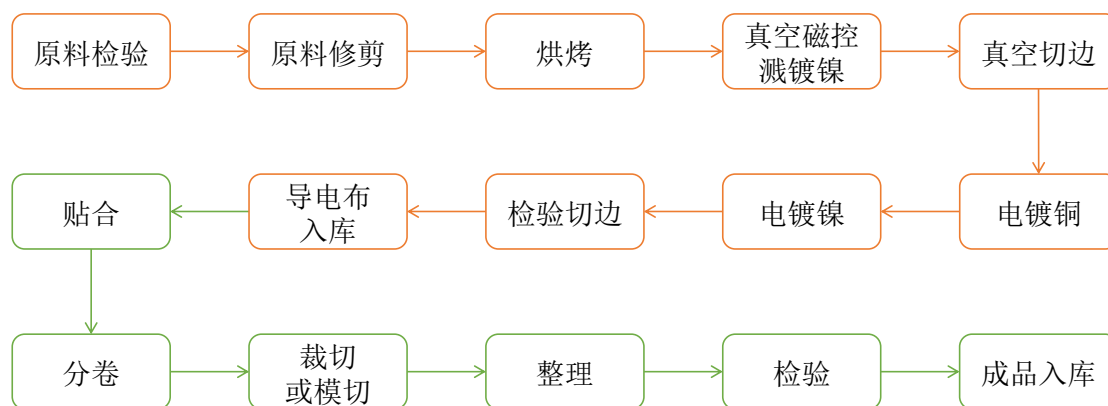 原料检验
原料修剪
烘烤
真空磁控
溅镀镍
真空切边
电镀铜
电镀镍
检验切边
导电布
入库
贴合
分卷
裁切
或模切
整理
检验
成品入库